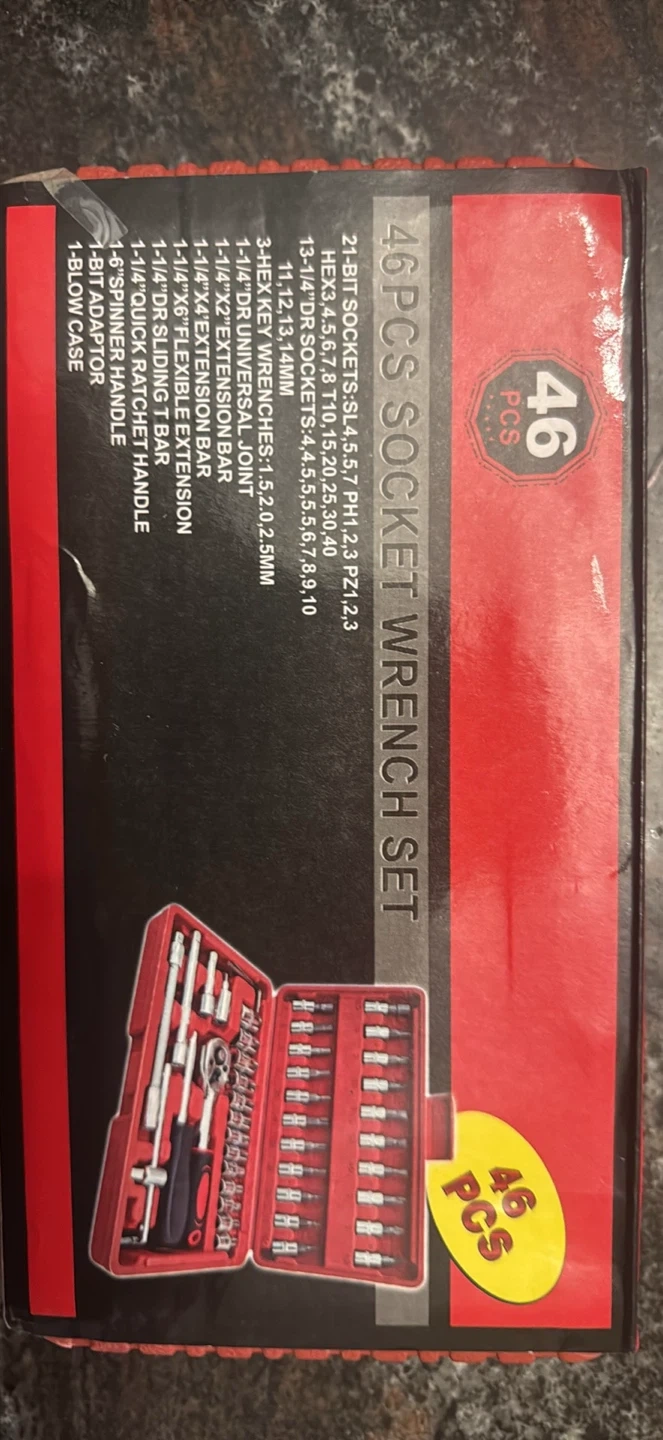 46
PCS
46PCS SOCKET WRENCH SET
21-BIT SOCKETS:SL4,5.5,7 PH1,2,3 PZ1,2,3
HEX3,4,5,6,7,8 T10,15,20,25,30,40
13-1/4"DR SOCKETS:4,4.5,5,5.5,6,7,8,9,10
11,12,13,14MM
3-HEX KEY WRENCHES:1.5,2.0,2.5MM
1-1/4"DR UNIVERSAL JOINT
1-1/4"X2"EXTENSION BAR
1-1/4"X4"EXTENSION BAR
1-1/4"X6"FLEXIBLE EXTENSION
1-1/4"DR SLIDING T BAR
1-1/4"QUICK RATCHET HANDLE
1-6"SPINNER HANDLE
1-BIT ADAPTOR
1-BLOW CASE
46
PCS